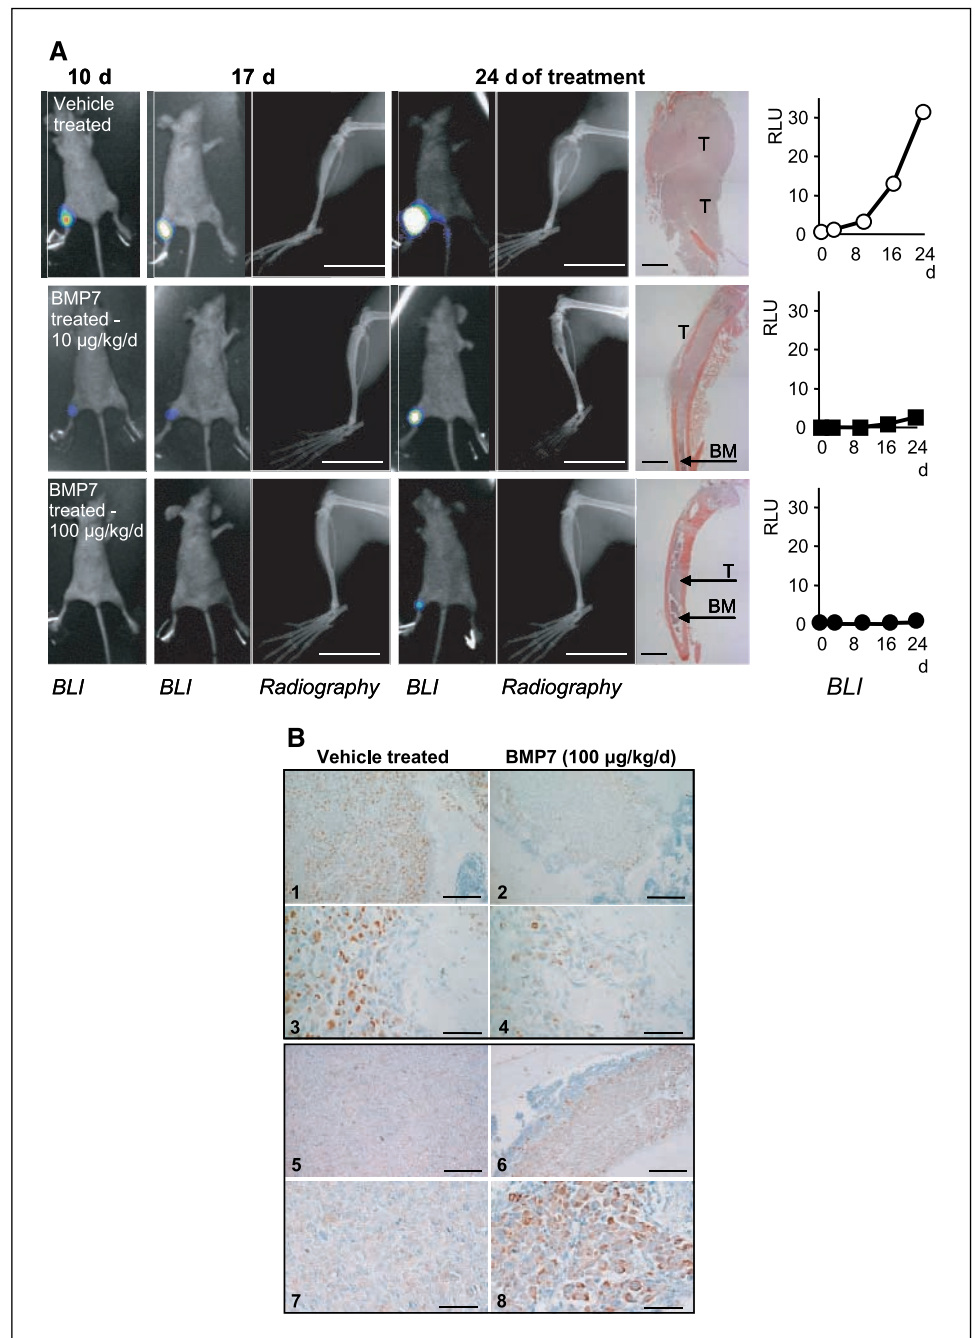 A
10 d
17 d
24 d of treatment
Vehicle
treated
T
T
RLU
30
20
10
0
0
8
16
24
d
BMP7
treated -
10 µg/kg/d
T
BM
RLU
30
20
10
0
0
8
16
24
d
BMP7
treated -
100 µg/kg/d
T
BM
RLU
30
20
10
0
0
8
16
24
d
BLI
BLI
Radiography
BLI
Radiography
BLI
B
Vehicle treated
BMP7 (100 µg/kg/d)
1
2
3
4
5
6
7
8